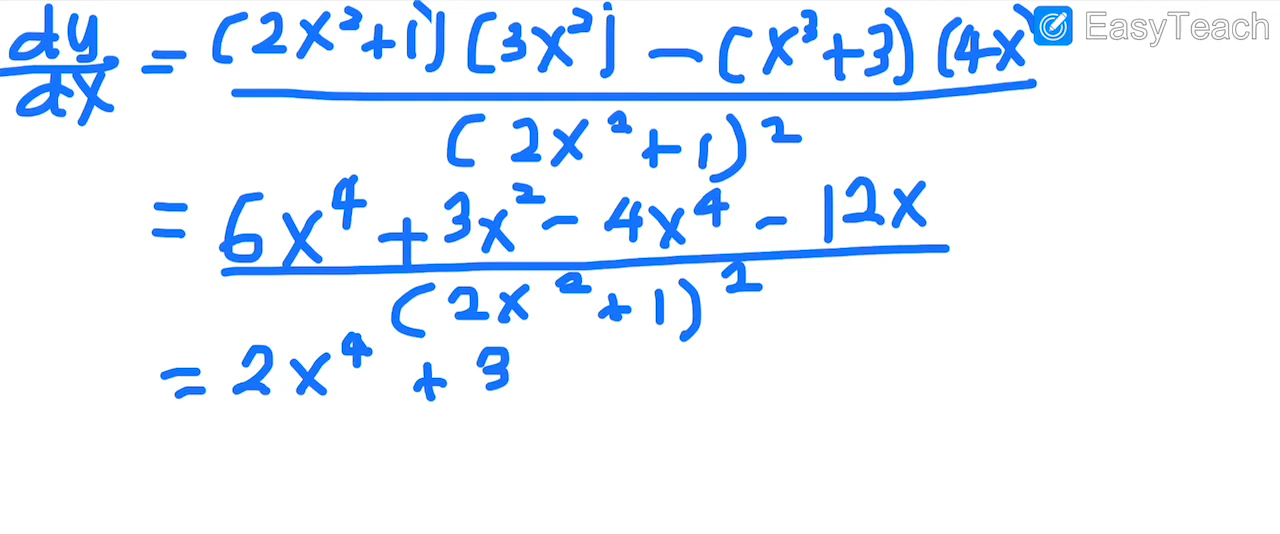 dy/dx = (2x²+1)(3x²) - (x³+3)(4x
EasyTeach
(2x²+1)²
= 6x⁴ + 3x² - 4x⁴ - 12x
(2x²+1)²
= 2x⁴ + 3